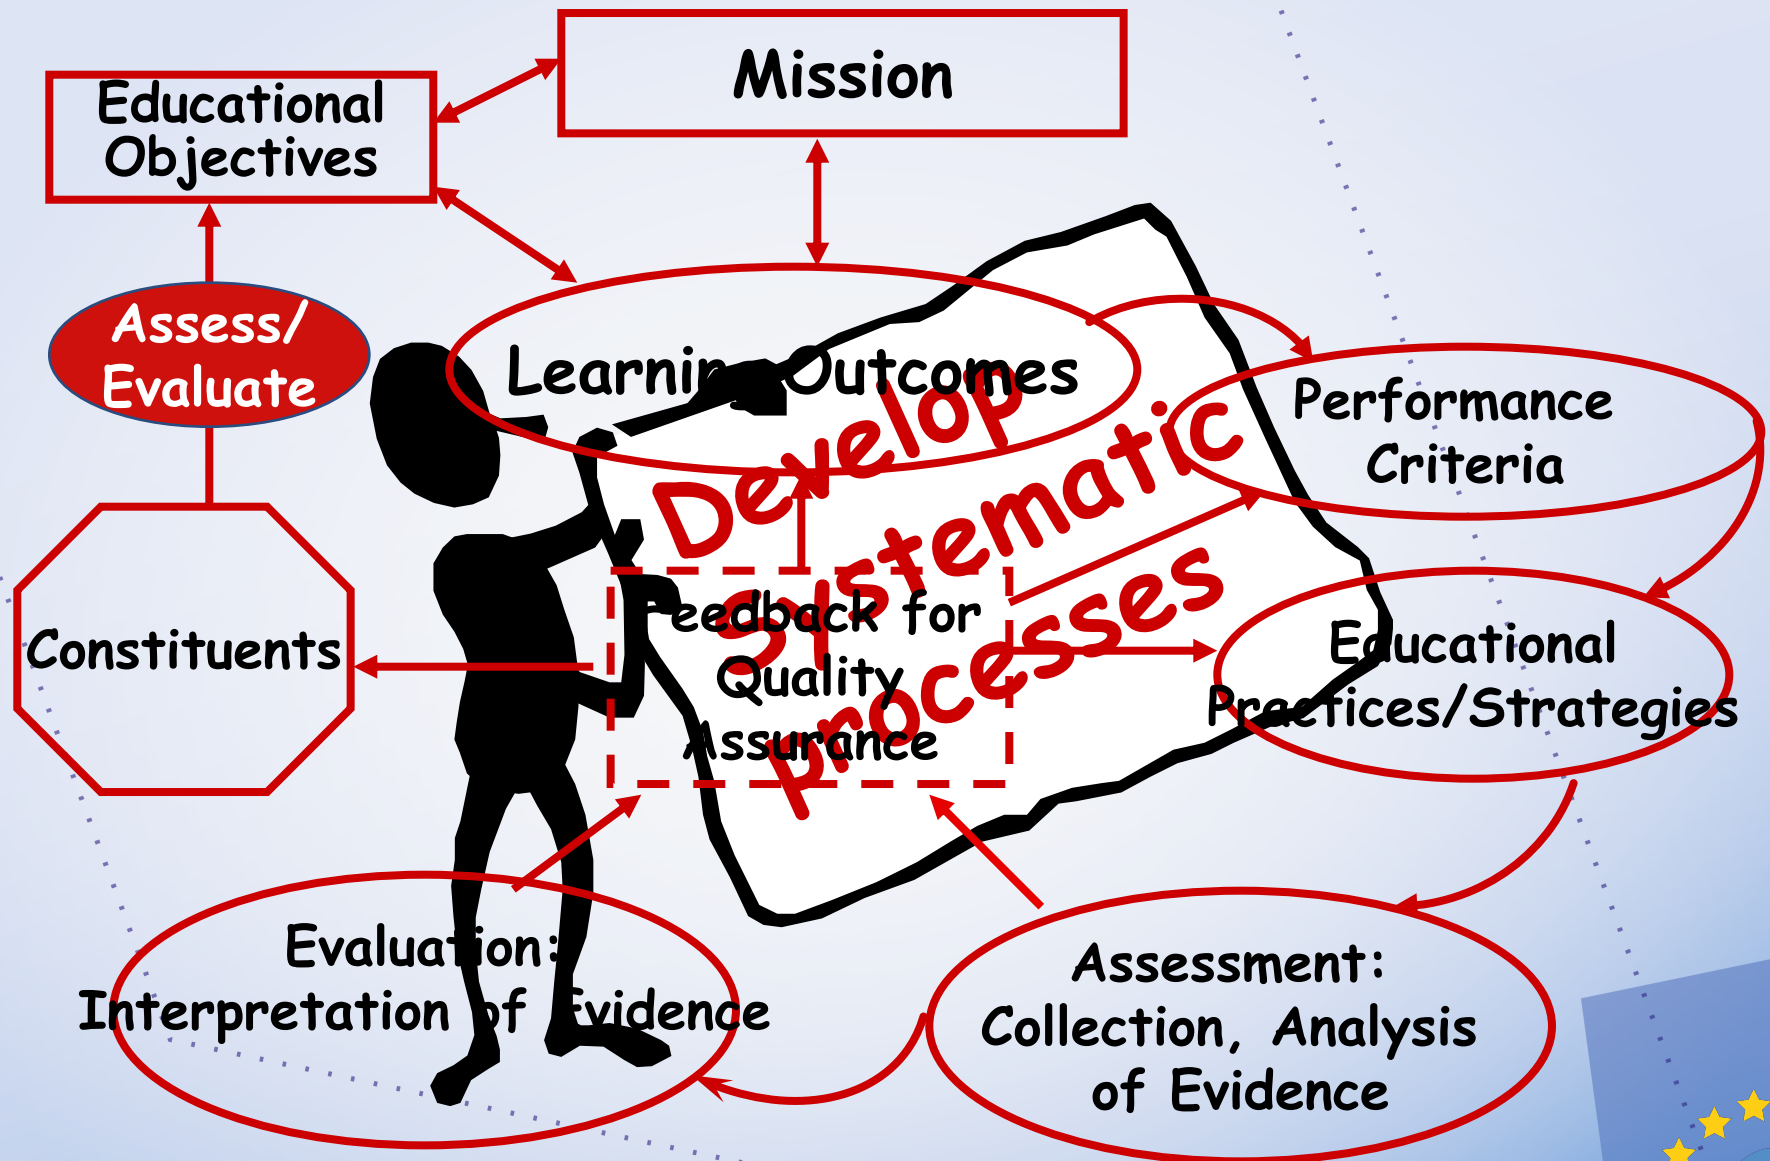 Mission
Educational
Objectives
Assess/
Evaluate
Learning Outcomes
Performance
Criteria
Develop
Systematic
processes
Constituents
Feedback for
Quality
Assurance
Educational
Practices/Strategies
Evaluation:
Interpretation of Evidence
Assessment:
Collection, Analysis
of Evidence